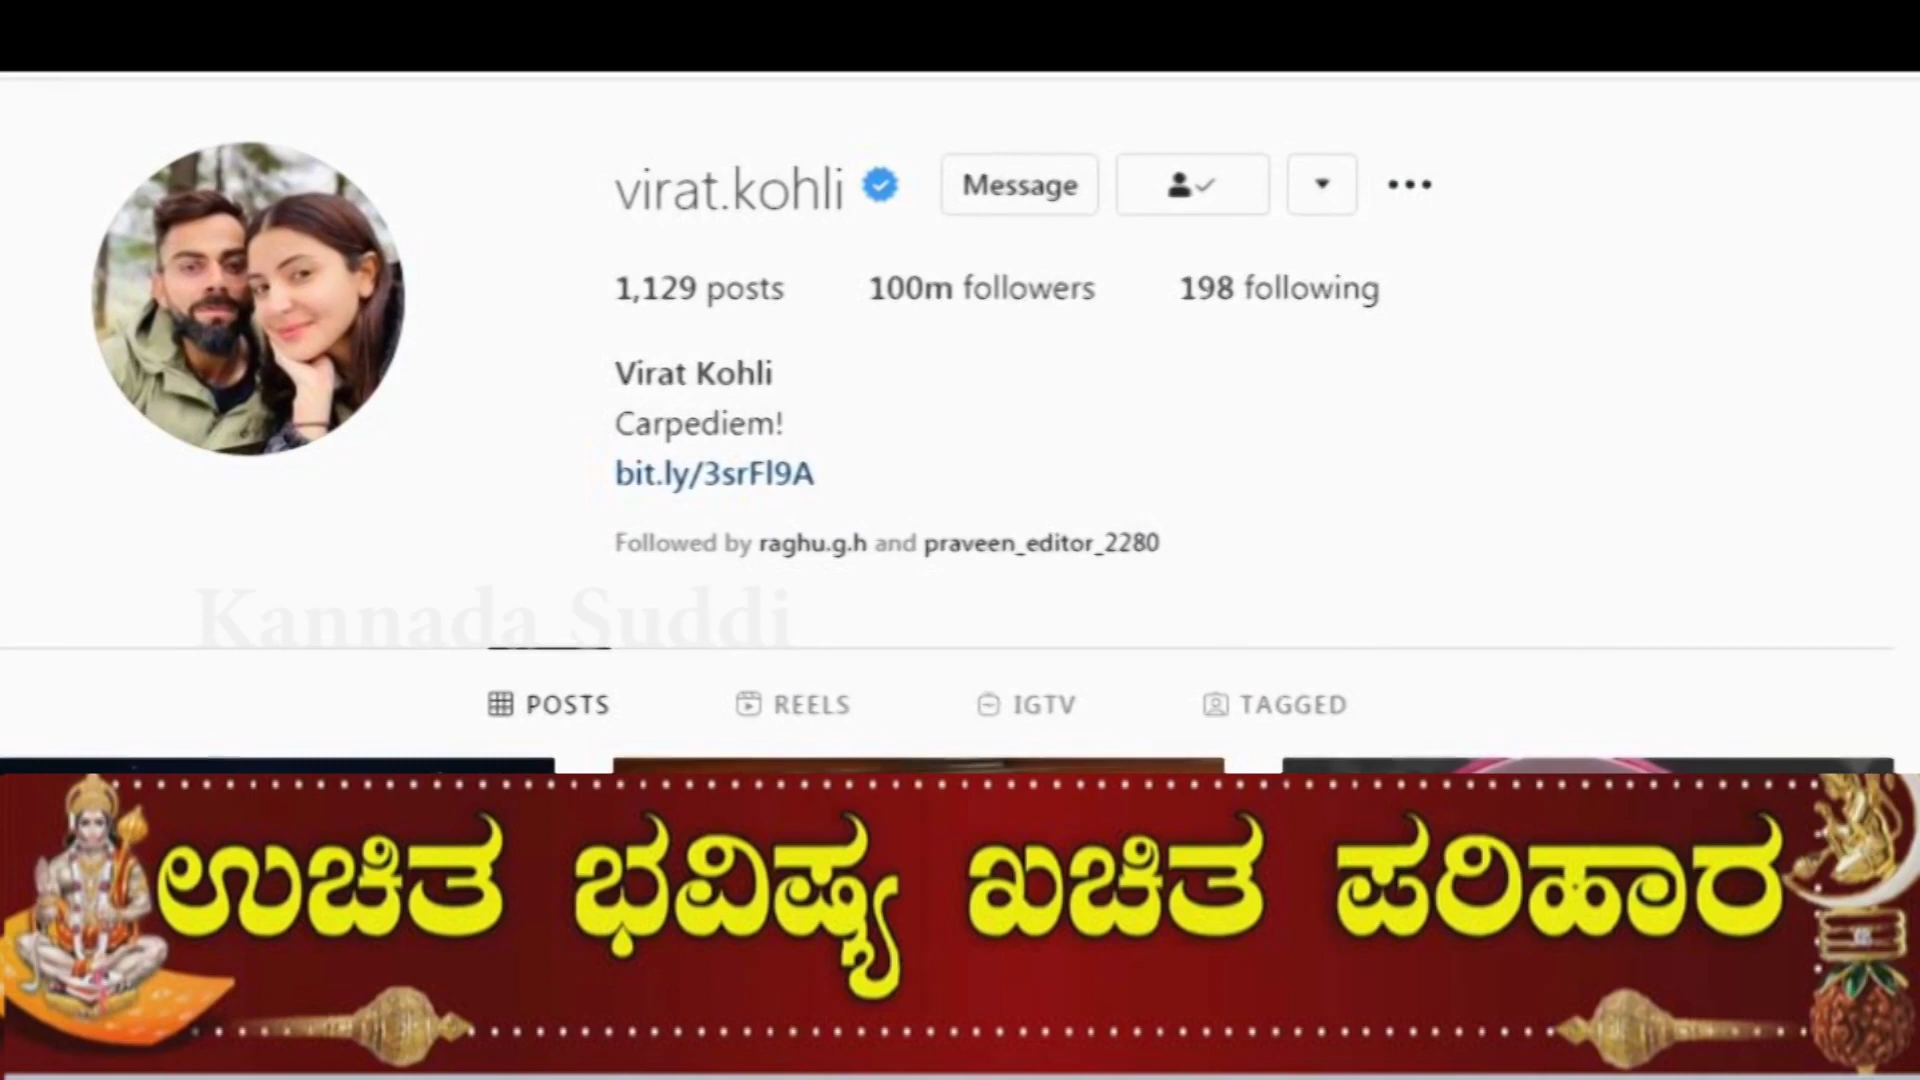 virat.kohli Message
1,129 posts 100m followers 198 following
Virat Kohli
Carpediem!
bit.ly/3srFl9A
Followed by raghu.g.h and praveen_editor_2280
Kannada Suddi
POSTS REELS IGTV TAGGED
ಉಚಿತ ಭವಿಷ್ಯ ಖಚಿತ ಪರಿಹಾರ